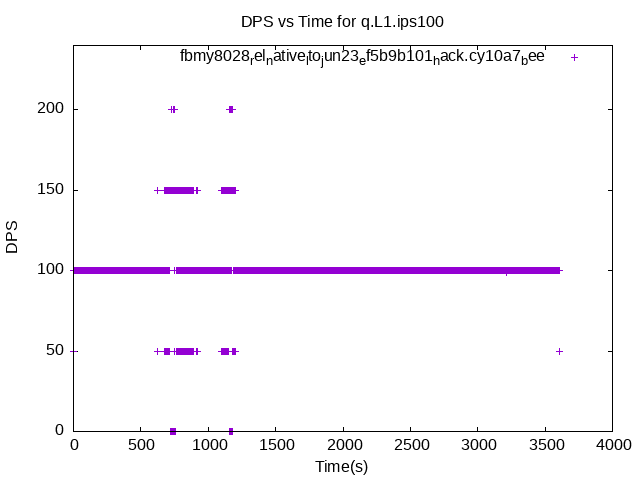 DPS vs Time for q.L1.ips100
fbmy8028relnative_itojun23ef5b9b101hack.cy10a7bee
200
150
100
50
0
DPS
0 500 1000 1500 2000 2500 3000 3500 4000
Time(s)